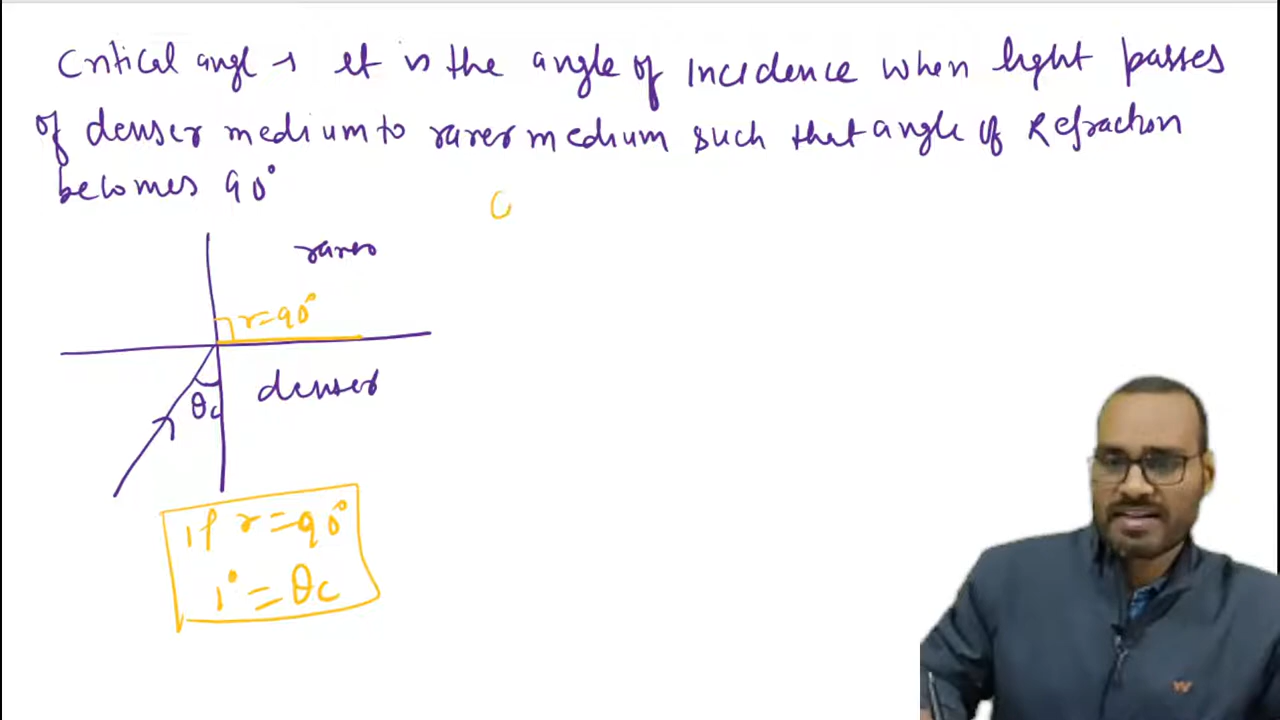 Critical angl → It is the angle of incidence when light passes
of denser medium to rarer medium such that angle of Refraction
becomes 90°
rarer
r=90°
denser
θc
if r=90°
i=θc